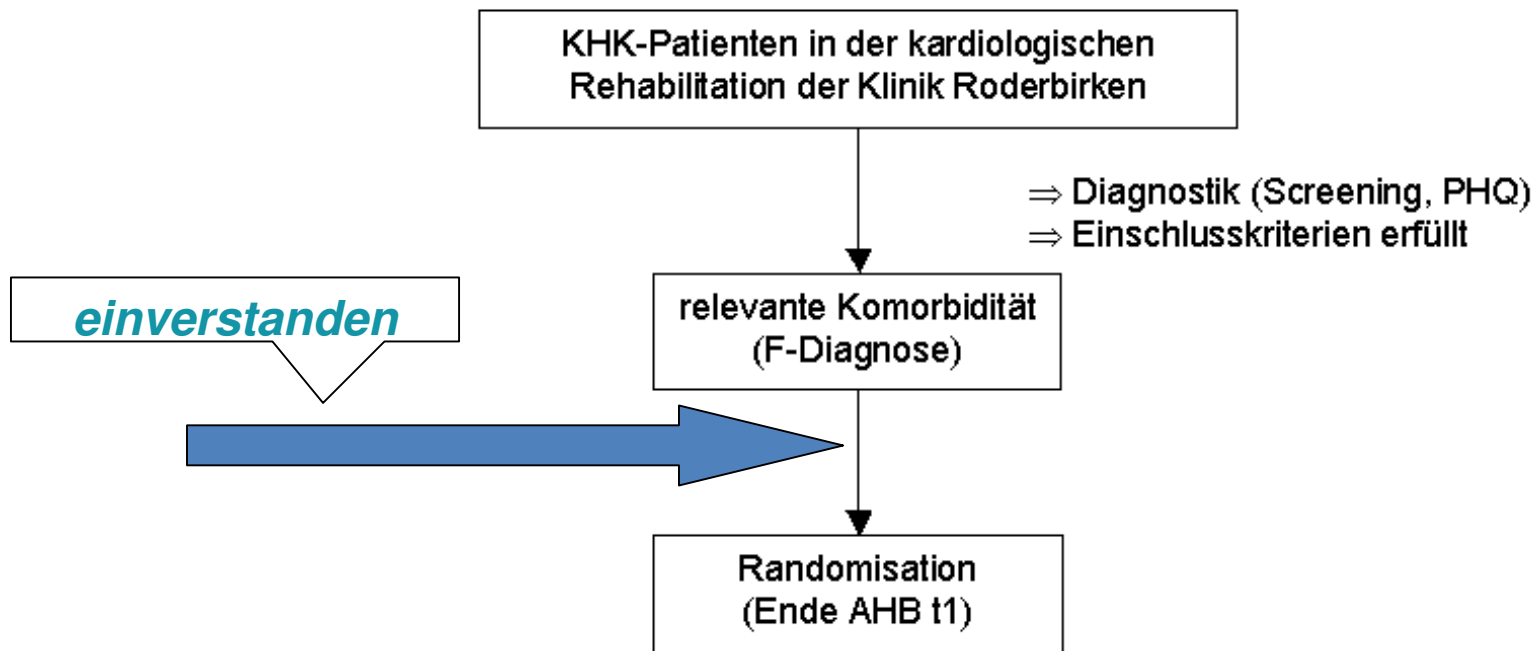 KHK-Patienten in der kardiologischen
Rehabilitation der Klinik Roderbirken
⇒ Diagnostik (Screening, PHQ)
⇒ Einschlusskriterien erfüllt
einverstanden
relevante Komorbidität
(F-Diagnose)
Randomisation
(Ende AHB t1)